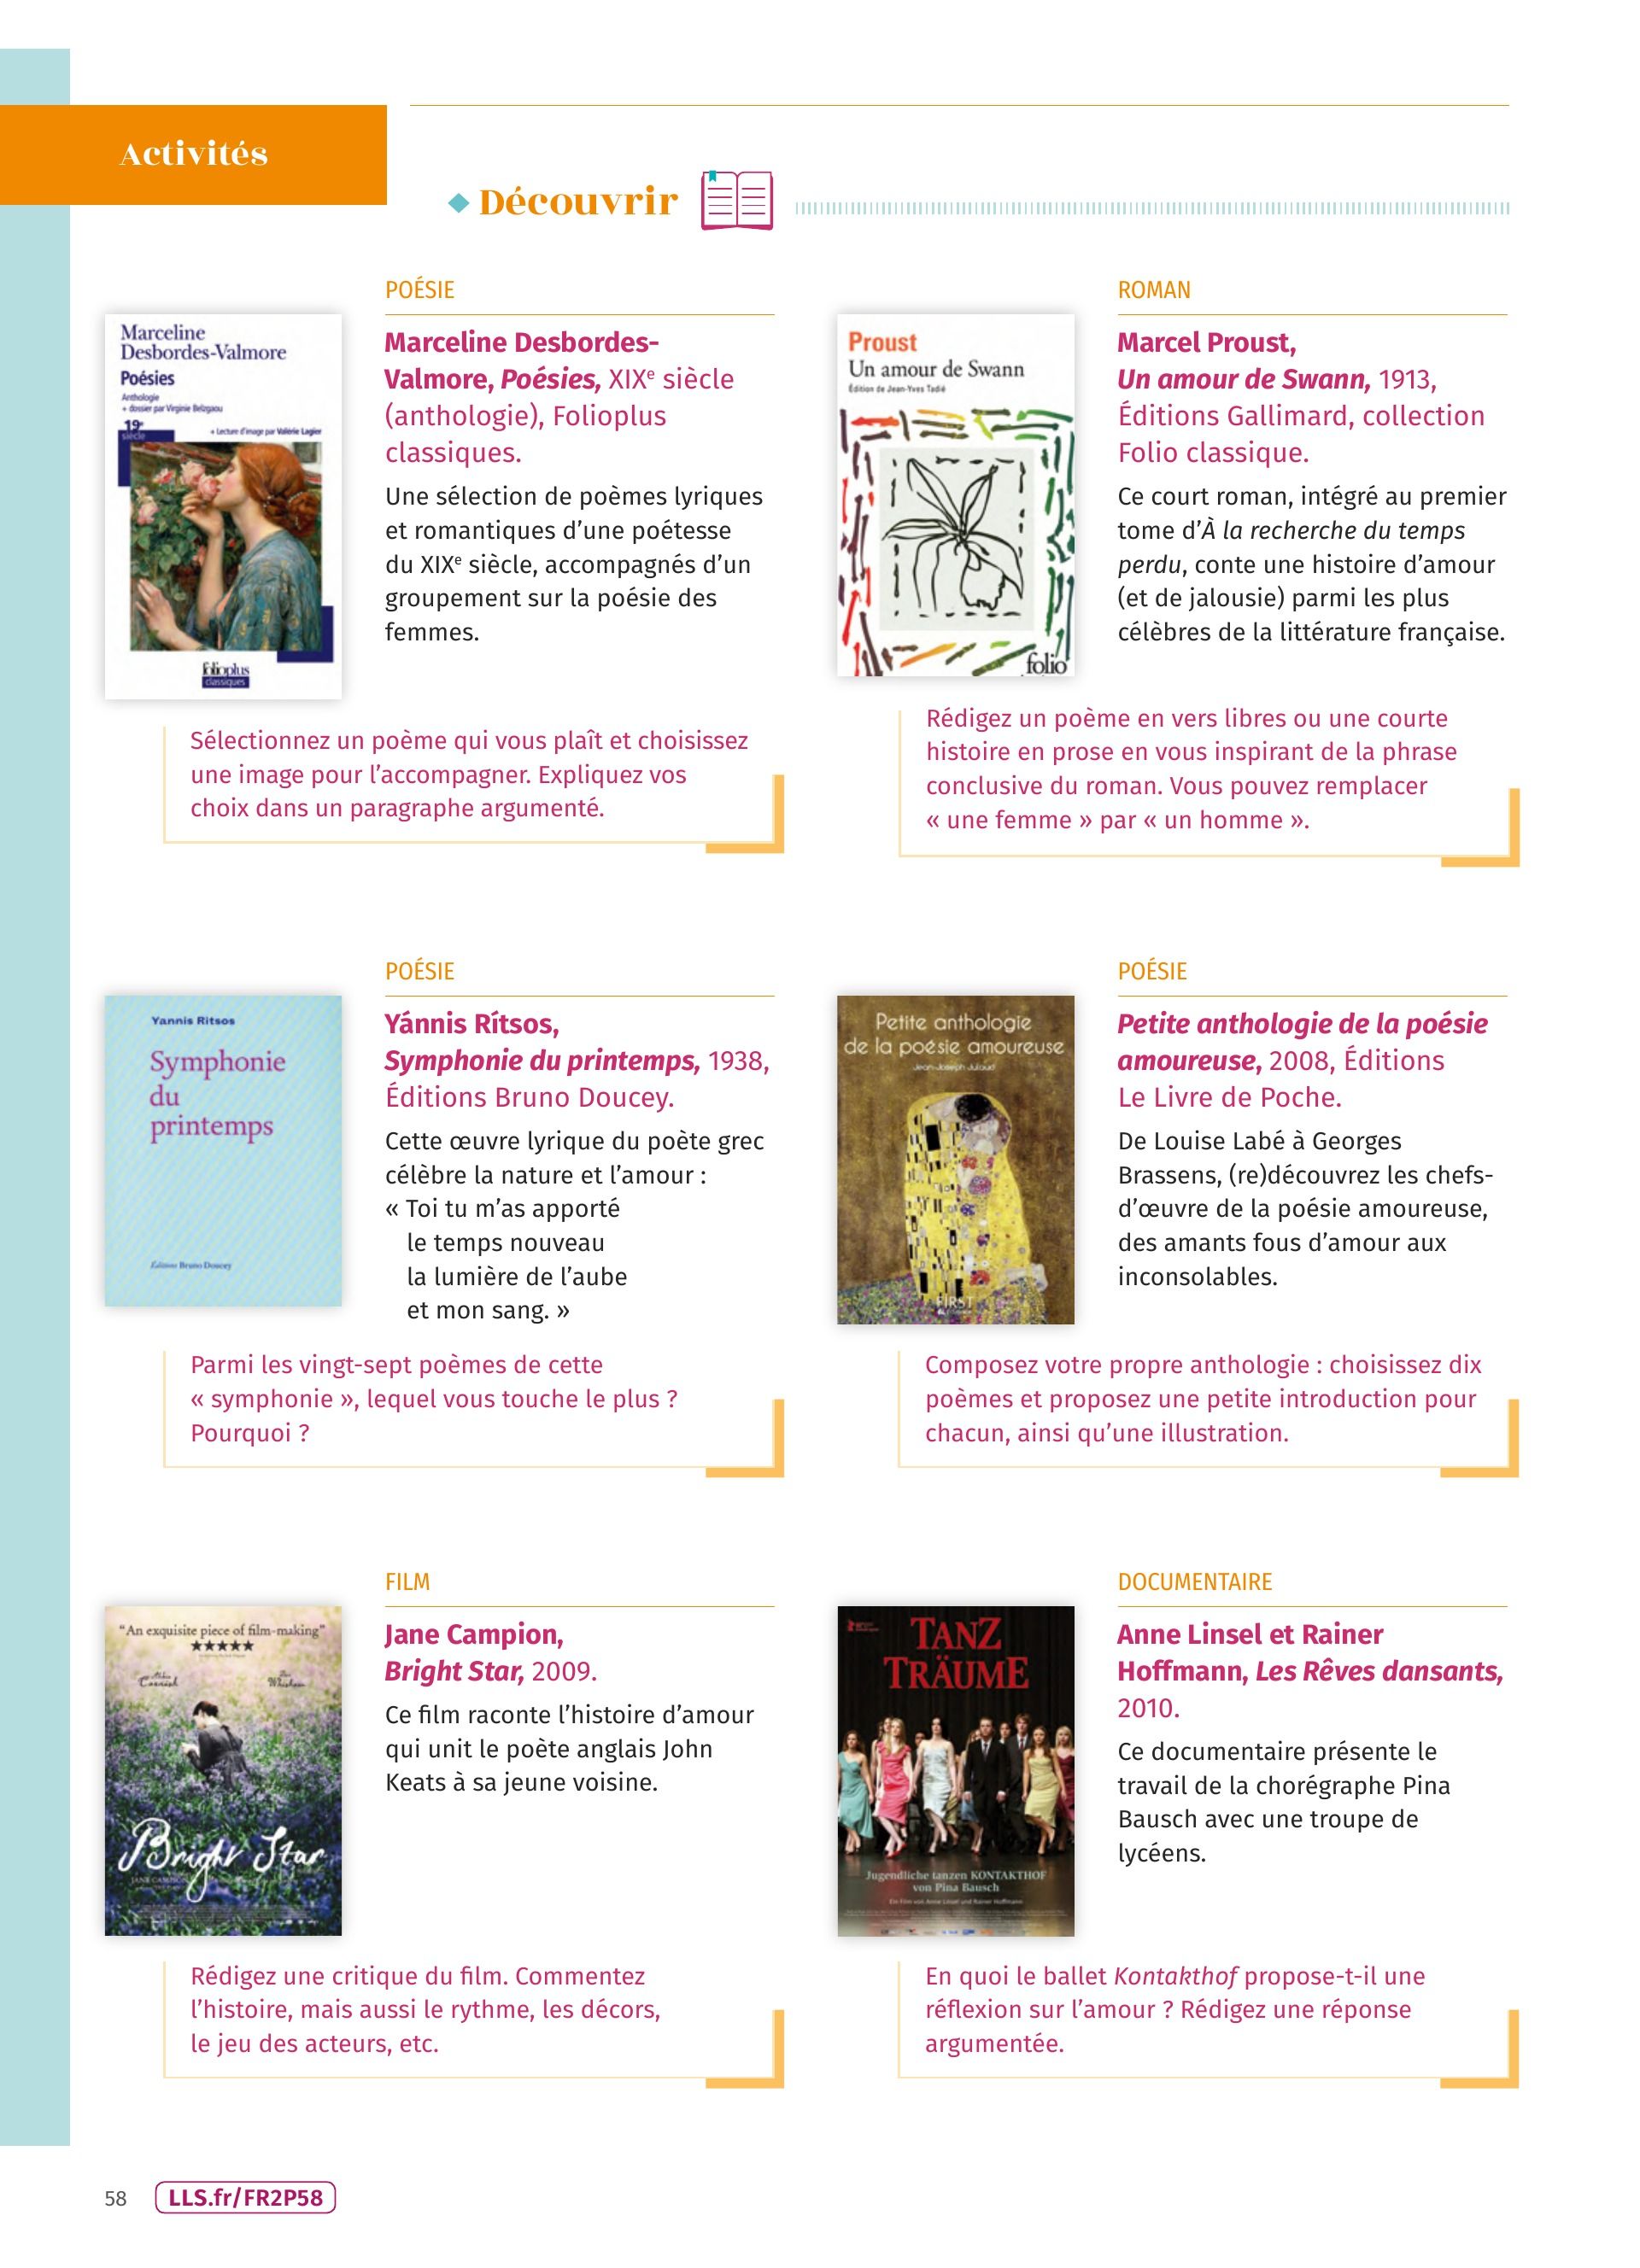 Activités
Découvrir
POÉSIE
Marceline
Desbordes-Valmore
Poésies
Anthologie
+ dossier par Virginie Belzgaou
19e
siècle
+ Lecture d'image par Valérie Lagier
folioplus
classiques
Marceline Desbordes-
Valmore, Poésies, XIXe siècle
(anthologie), Folioplus
classiques.
Une sélection de poèmes lyriques
et romantiques d'une poétesse
du XIXe siècle, accompagnés d'un
groupement sur la poésie des
femmes.
Sélectionnez un poème qui vous plaît et choisissez
une image pour l'accompagner. Expliquez vos
choix dans un paragraphe argumenté.
ROMAN
Proust
Un amour de Swann
Édition de Jean-Yves Tadié
folio
Marcel Proust,
Un amour de Swann, 1913,
Éditions Gallimard, collection
Folio classique.
Ce court roman, intégré au premier
tome d'À la recherche du temps
perdu, conte une histoire d'amour
(et de jalousie) parmi les plus
célèbres de la littérature française.
Rédigez un poème en vers libres ou une courte
histoire en prose en vous inspirant de la phrase
conclusive du roman. Vous pouvez remplacer
« une femme » par « un homme ».
POÉSIE
Yannis Ritsos
Symphonie
du
printemps
Éditions Bruno Doucey
Yánnis Rítsos,
Symphonie du printemps, 1938,
Éditions Bruno Doucey.
Cette œuvre lyrique du poète grec
célèbre la nature et l'amour :
« Toi tu m'as apporté
le temps nouveau
la lumière de l'aube
et mon sang. »
Parmi les vingt-sept poèmes de cette
« symphonie », lequel vous touche le plus ?
Pourquoi ?
POÉSIE
Petite anthologie
de la poésie amoureuse
Jean-Joseph Julaud
FIRST
Petite anthologie de la poésie
amoureuse, 2008, Éditions
Le Livre de Poche.
De Louise Labé à Georges
Brassens, (re)découvrez les chefs-
d'œuvre de la poésie amoureuse,
des amants fous d'amour aux
inconsolables.
Composez votre propre anthologie : choisissez dix
poèmes et proposez une petite introduction pour
chacun, ainsi qu'une illustration.
FILM
"An exquisite piece of film-making"
★★★★★
Cornish
Whishaw
Bright Star
JANE CAMPION
Jane Campion,
Bright Star, 2009.
Ce film raconte l'histoire d'amour
qui unit le poète anglais John
Keats à sa jeune voisine.
Rédigez une critique du film. Commentez
l'histoire, mais aussi le rythme, les décors,
le jeu des acteurs, etc.
DOCUMENTAIRE
TANZ
TRÄUME
Jugendliche tanzen KONTAKTHOF
von Pina Bausch
Ein Film von Anne Linsel und Rainer Hoffmann
Anne Linsel et Rainer
Hoffmann, Les Rêves dansants,
2010.
Ce documentaire présente le
travail de la chorégraphe Pina
Bausch avec une troupe de
lycéens.
En quoi le ballet Kontakthof propose-t-il une
réflexion sur l'amour ? Rédigez une réponse
argumentée.
58
LLS.fr/FR2P58